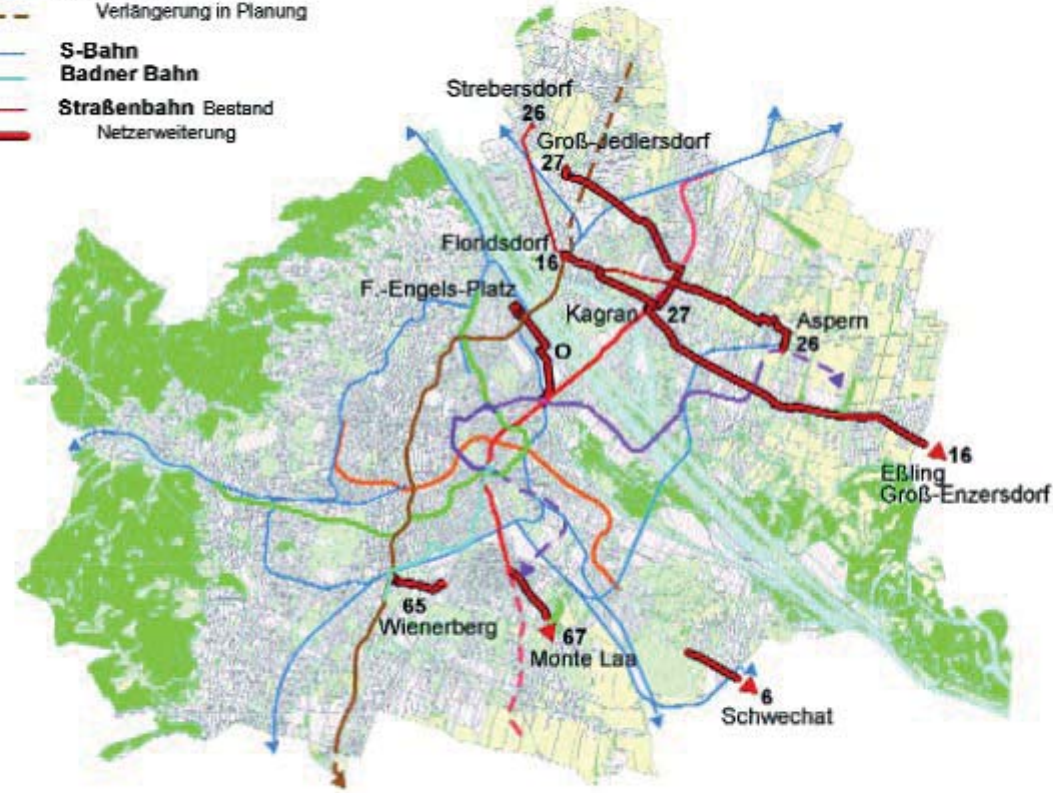 Verlängerung in Planung
S-Bahn
Badner Bahn
Straßenbahn Bestand
Netzerweiterung
Strebersdorf
26
Groß-Jedlersdorf
27
Floridsdorf
16
F.-Engels-Platz
Kagran
27
Aspern
26
O
16
Eßling
Groß-Enzersdorf
65
Wienerberg
67
Monte Laa
6
Schwechat